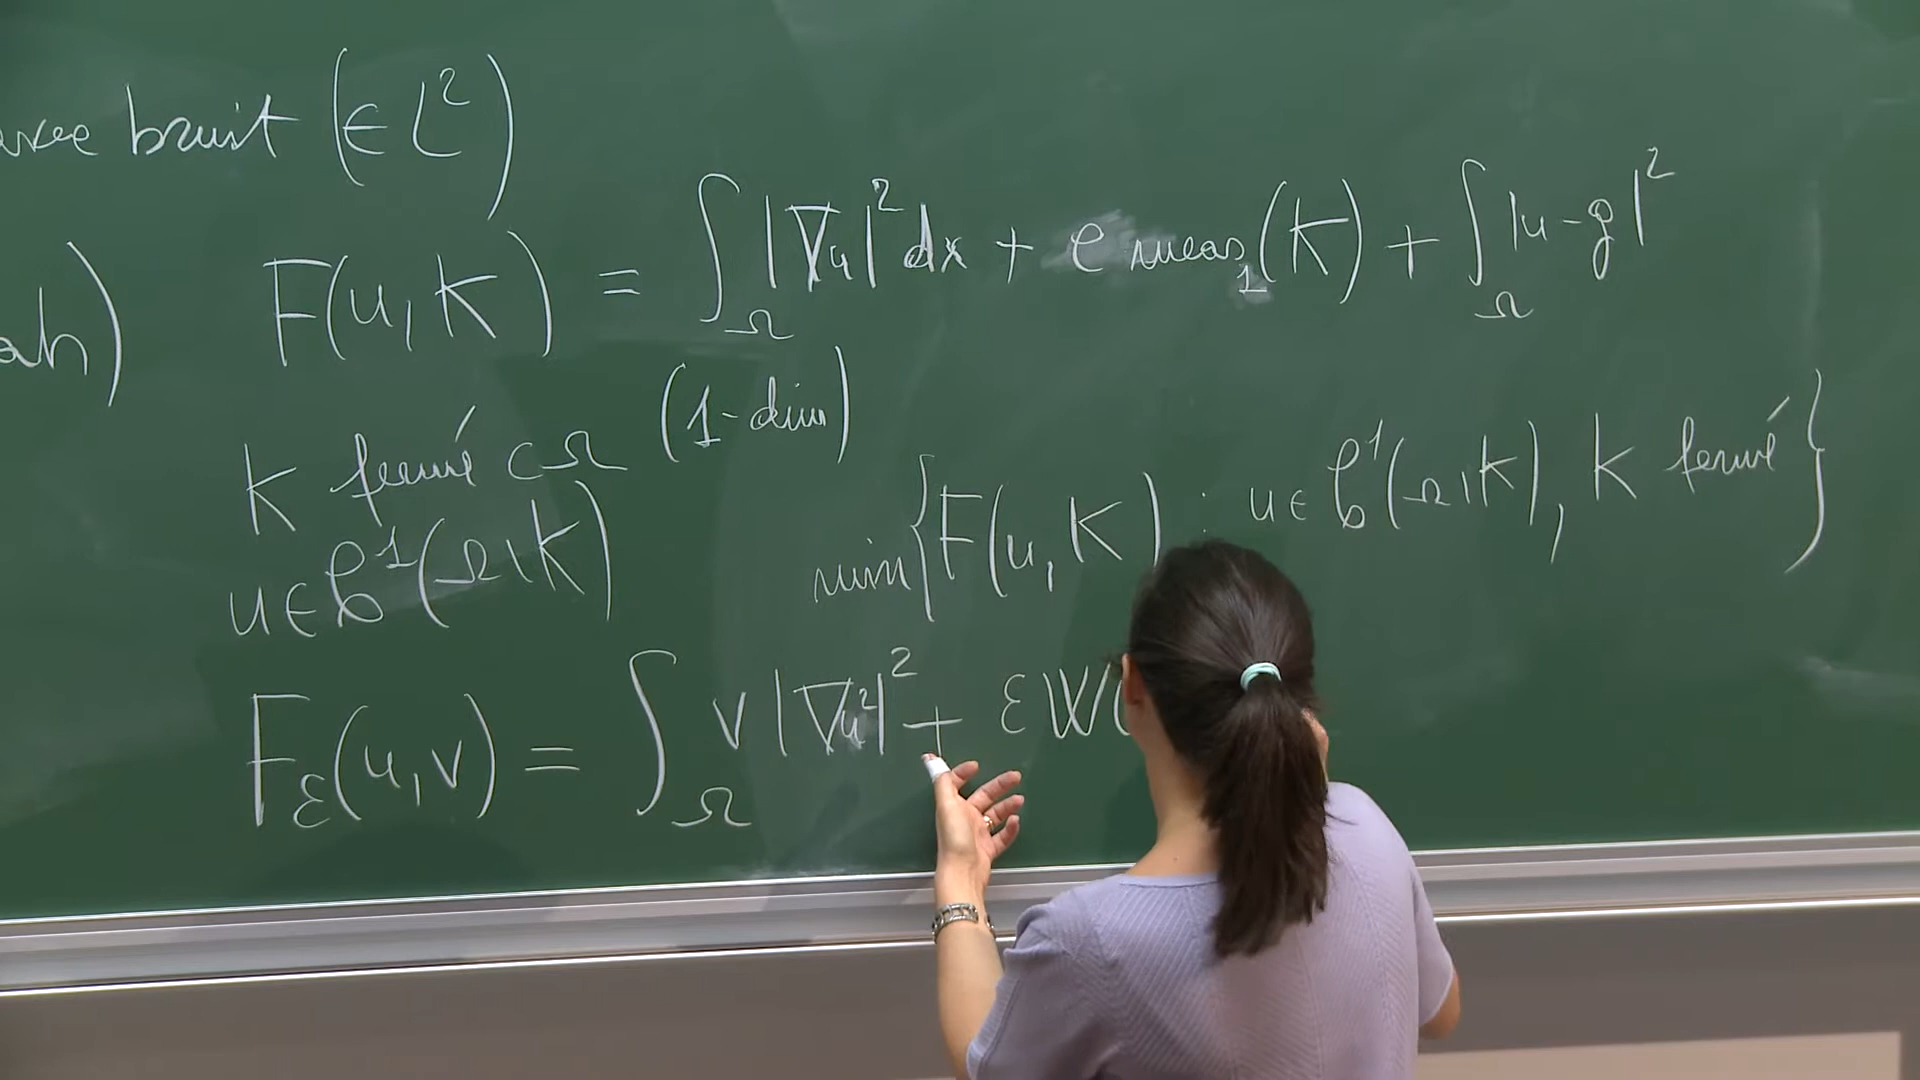 bruit (∈ L²)
ah)
F(u, K) = ∫_Ω |∇u|² dx + c meas₁(K) + ∫_Ω |u-g|²
K fermé ⊂ Ω (1-dim)
u ∈ C¹(Ω\K)
min{F(u, K) : u ∈ C¹(Ω\K), K fermé}
F_ε(u, v) = ∫_Ω v |∇u|² + ε W(